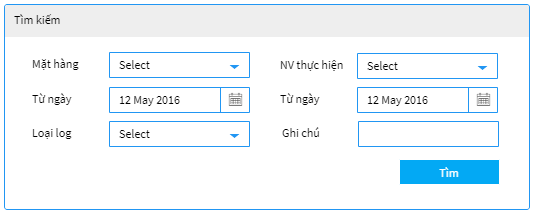 Tìm kiếm
Mặt hàng Select NV thực hiện Select
Từ ngày 12 May 2016 Từ ngày 12 May 2016
Loại log Select Ghi chú
Tìm